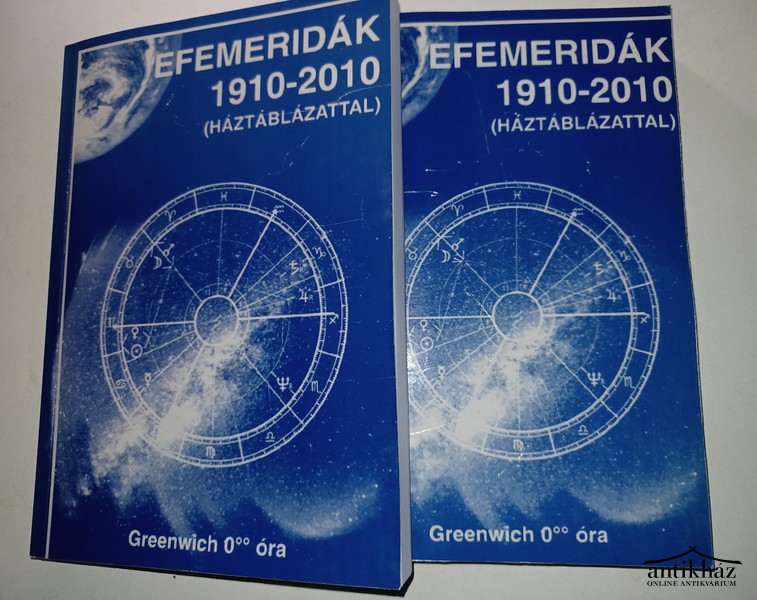 EFEMERIDÁK
1910-2010
(HÁZTÁBLÁZATTAL)
Greenwich 0°° óra
EFEMERIDÁK
1910-2010
(HÁZTÁBLÁZATTAL)
Greenwich 0°° óra
antikház
ONLINE ANTIKVÁRIUM